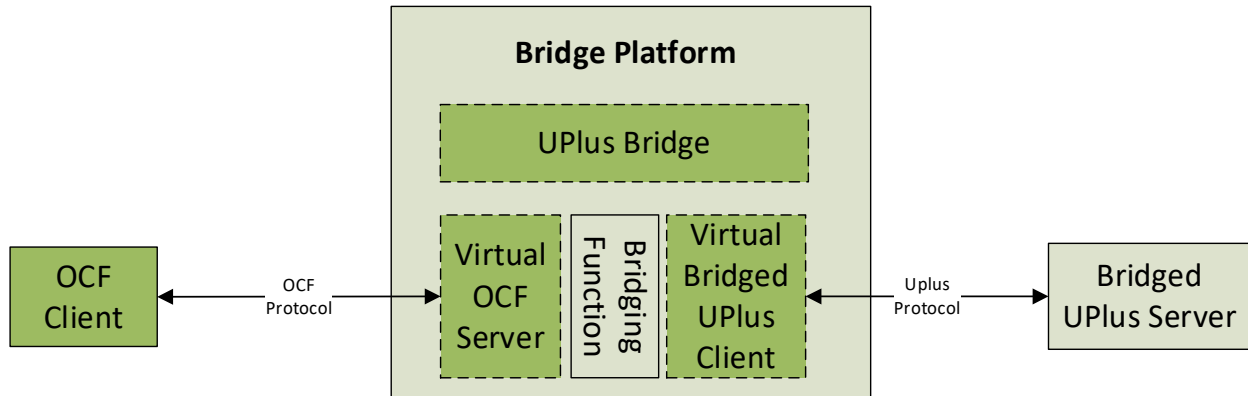 Bridge Platform
UPlus Bridge
OCF
Client
OCF
Protocol
Virtual
OCF
Server
Bridging
Function
Virtual
Bridged
UPlus
Client
Uplus
Protocol
Bridged
UPlus Server